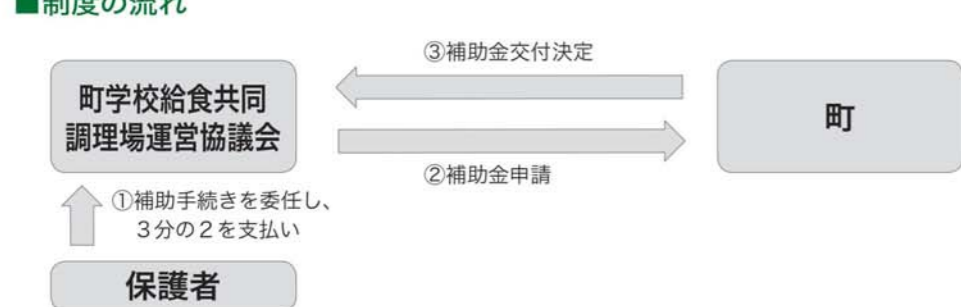 ■制度の流れ
③補助金交付決定
町学校給食共同
調理場運営協議会
町
②補助金申請
①補助手続きを委任し、
３分の２を支払い
保護者